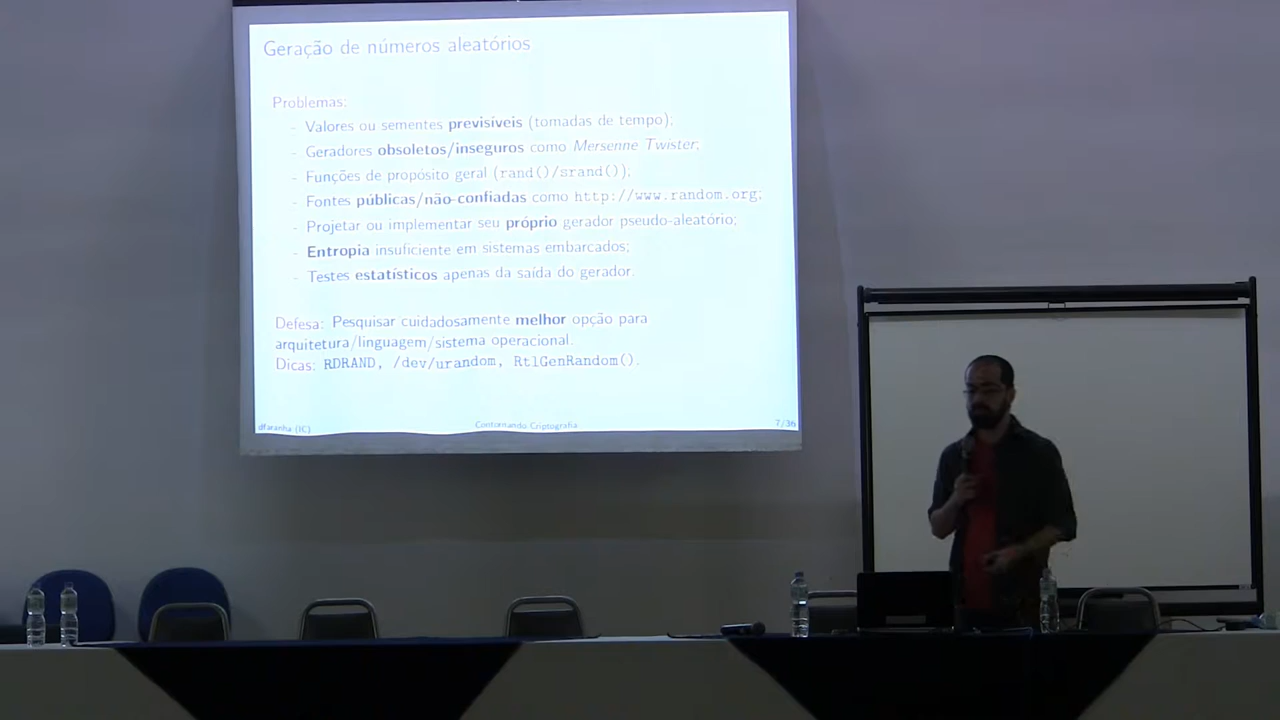 Geração de números aleatórios
Problemas:
- Valores ou sementes previsíveis (tomadas de tempo);
- Geradores obsoletos/inseguros como Mersenne Twister;
- Funções de propósito geral (rand()/srand());
- Fontes públicas/não-confiadas como http://www.random.org;
- Projetar ou implementar seu próprio gerador pseudo-aleatório;
- Entropia insuficiente em sistemas embarcados;
- Testes estatísticos apenas da saída do gerador.
Defesa: Pesquisar cuidadosamente melhor opção para
arquitetura/linguagem/sistema operacional.
Dicas: RDRAND, /dev/urandom, RtlGenRandom().
dfaranha (IC) Contornando Criptografia 7/36